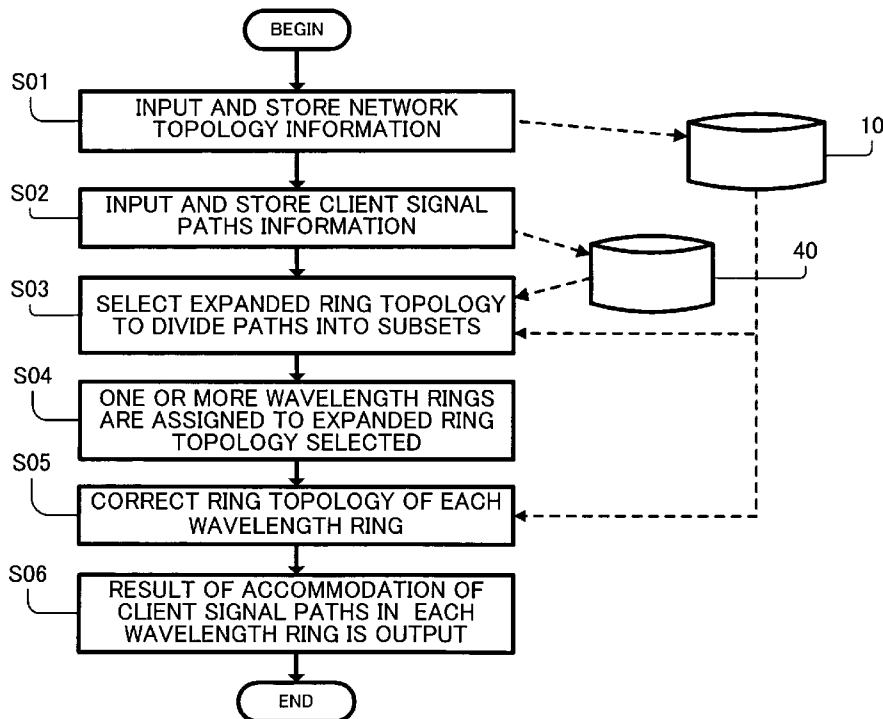 BEGIN
S01
INPUT AND STORE NETWORK
TOPOLOGY INFORMATION
10
S02
INPUT AND STORE CLIENT SIGNAL
PATHS INFORMATION
40
S03
SELECT EXPANDED RING TOPOLOGY
TO DIVIDE PATHS INTO SUBSETS
S04
ONE OR MORE WAVELENGTH RINGS
ARE ASSIGNED TO EXPANDED RING
TOPOLOGY SELECTED
S05
CORRECT RING TOPOLOGY OF EACH
WAVELENGTH RING
S06
RESULT OF ACCOMMODATION OF
CLIENT SIGNAL PATHS IN EACH
WAVELENGTH RING IS OUTPUT
END